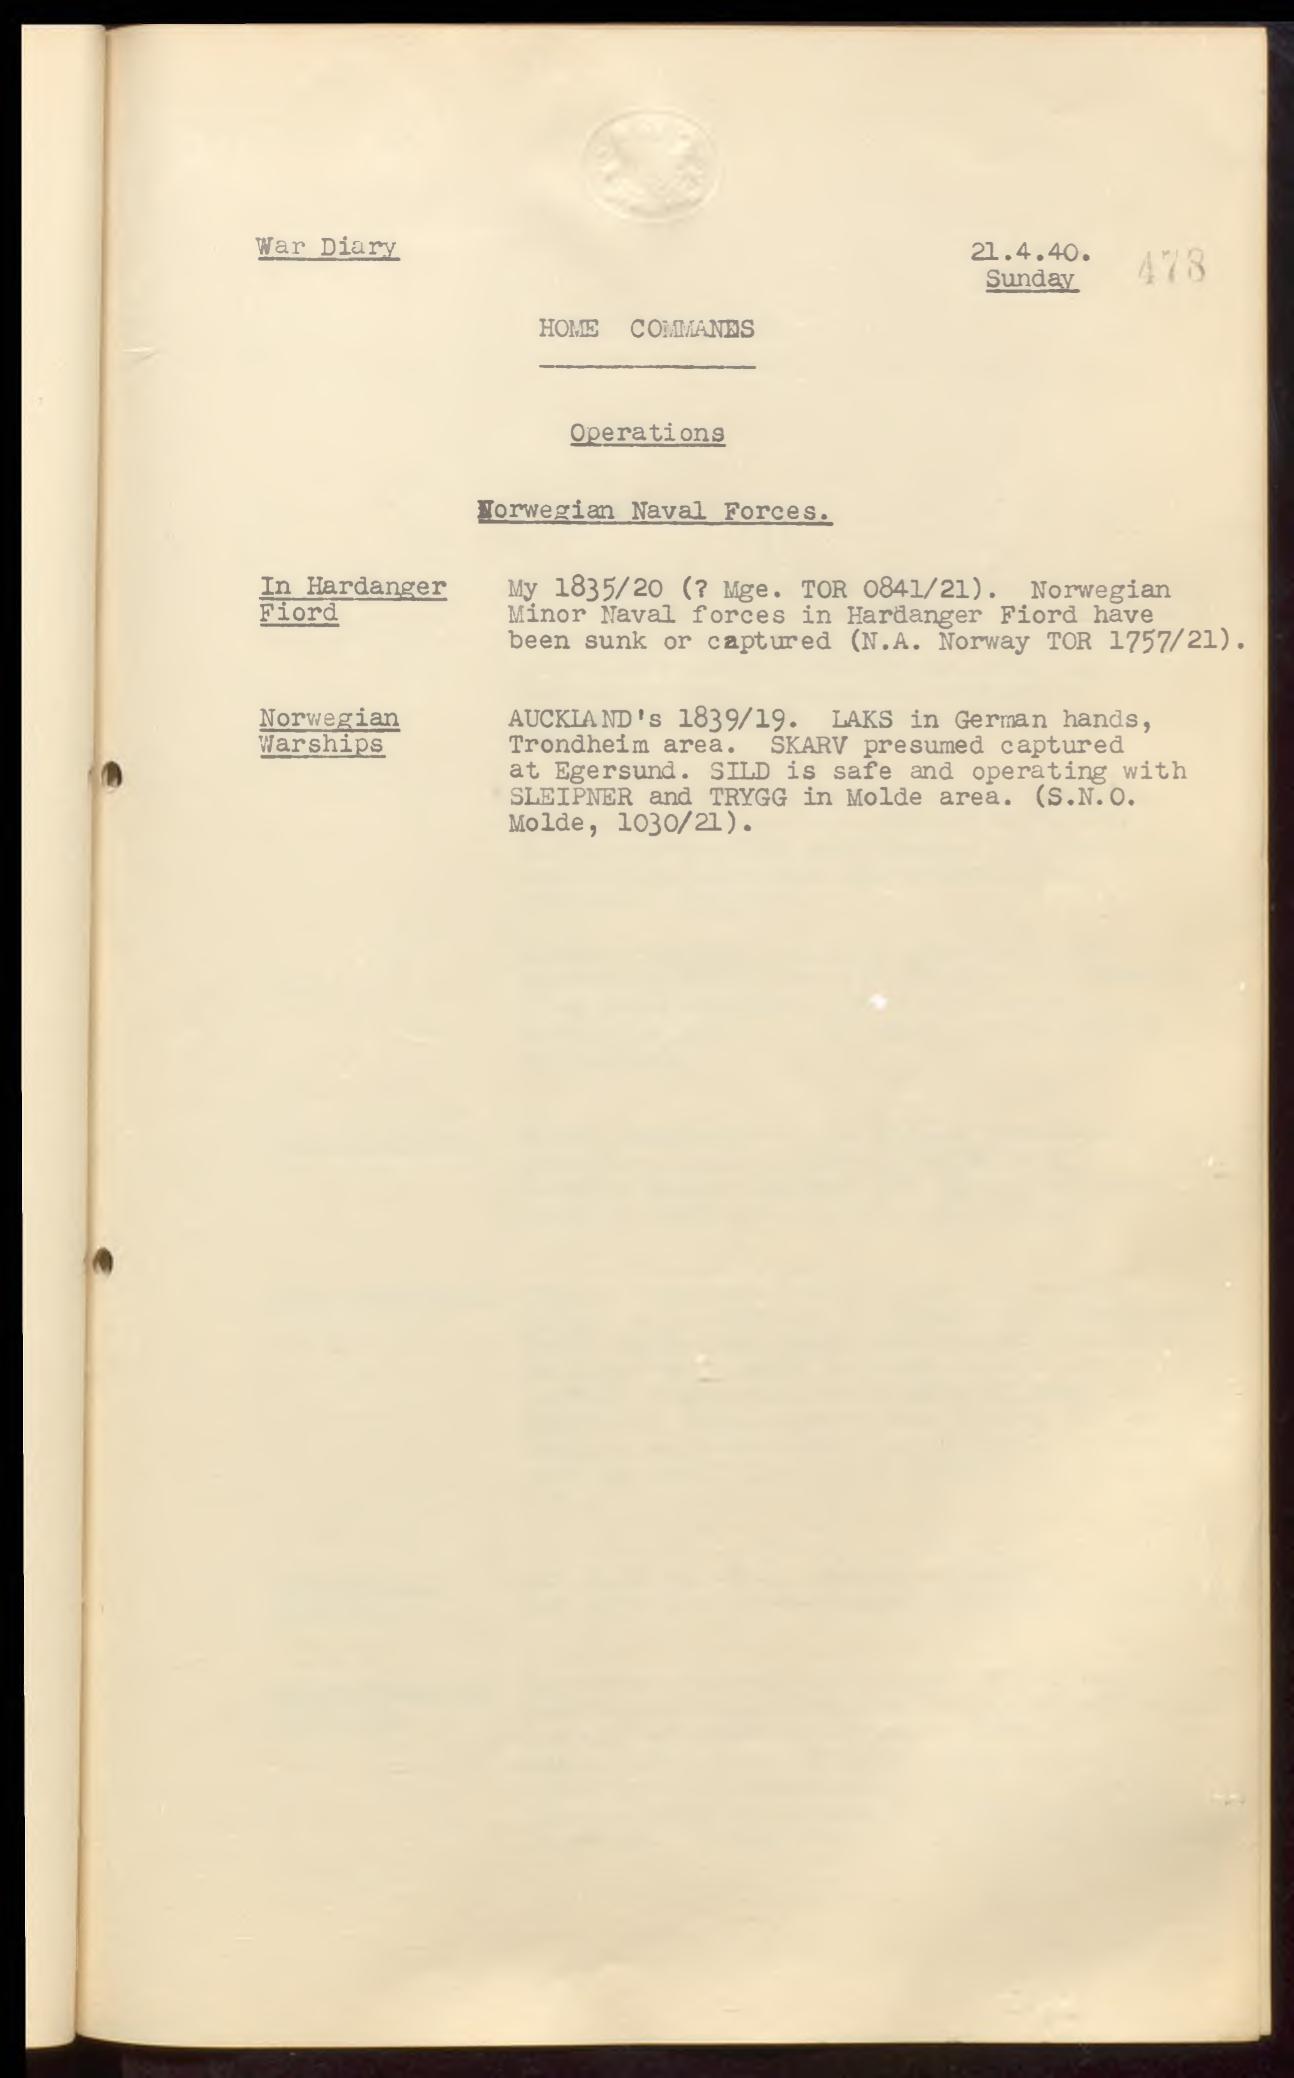 War Diary
21.4.40.
Sunday
478
HOME COMMANDS
Operations
Norwegian Naval Forces.
In Hardanger
Fiord
My 1835/20 (? Mge. TOR 0841/21). Norwegian
Minor Naval forces in Hardanger Fiord have
been sunk or captured (N.A. Norway TOR 1757/21).
Norwegian
Warships
AUCKLAND's 1839/19. LAKS in German hands,
Trondheim area. SKARV presumed captured
at Egersund. SILD is safe and operating with
SLEIPNER and TRYGG in Molde area. (S.N.O.
Molde, 1030/21).